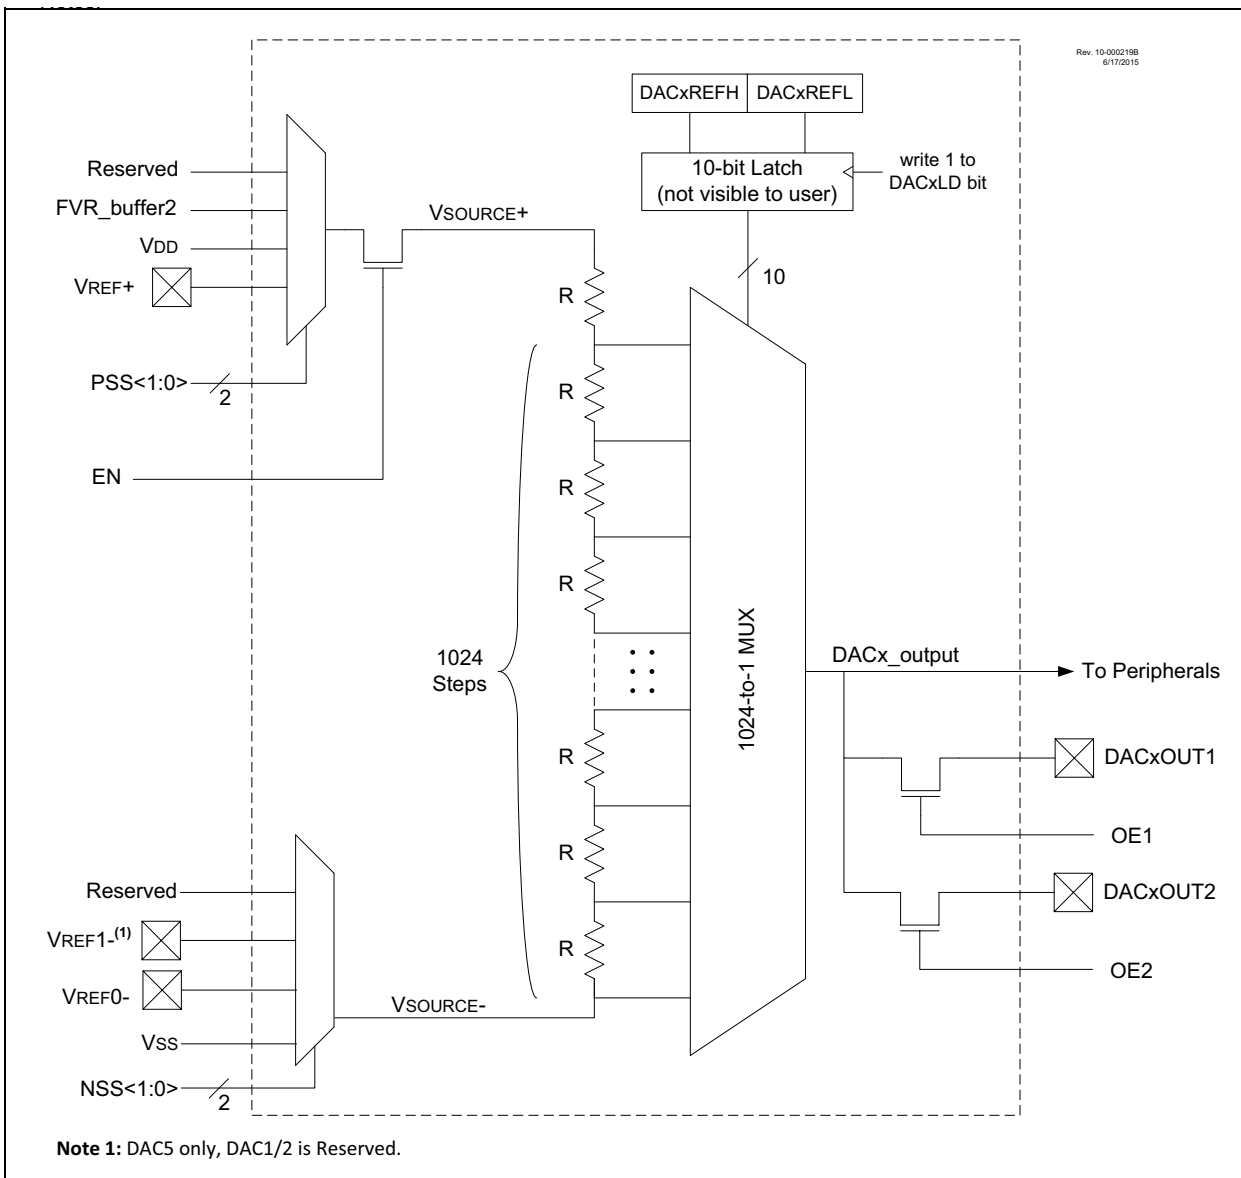 Rev. 10-000219B
6/17/2015
DACxREFH DACxREFL
10-bit Latch
(not visible to user)
write 1 to
DACxLD bit
10
Reserved
FVR_buffer2
VDD
VREF+
PSS<1:0>
2
EN
VSOURCE+
R
R
R
R
1024
Steps
R
R
R
1024-to-1 MUX
DACx_output
To Peripherals
DACxOUT1
OE1
DACxOUT2
OE2
Reserved
VREF1-(1)
VREF0-
VSS
NSS<1:0>
2
VSOURCE-
Note 1: DAC5 only, DAC1/2 is Reserved.